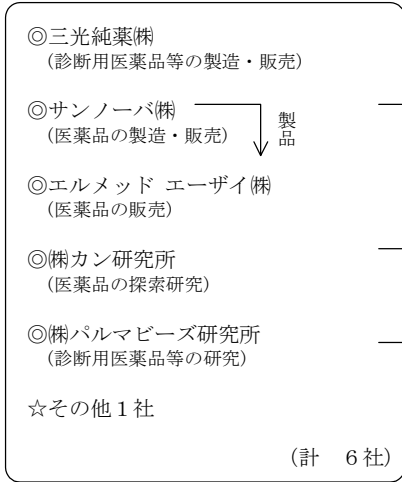 ◎三光純薬㈱
(診断用医薬品等の製造・販売)
◎サンノーバ㈱
(医薬品の製造・販売)
製品
◎エルメッド エーザイ㈱
(医薬品の販売)
◎㈱カン研究所
(医薬品の探索研究)
◎㈱パルマビーズ研究所
(診断用医薬品等の研究)
☆その他１社
(計　６社)